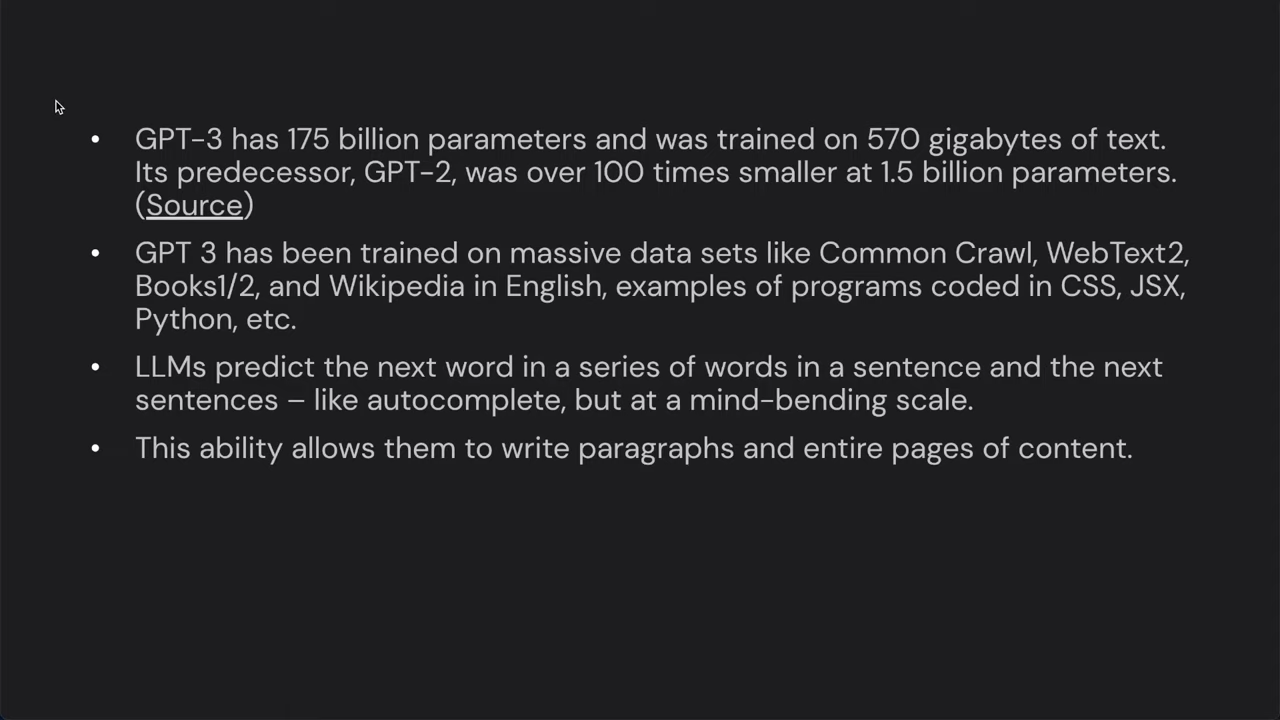 • GPT-3 has 175 billion parameters and was trained on 570 gigabytes of text.
Its predecessor, GPT-2, was over 100 times smaller at 1.5 billion parameters.
(Source)
• GPT 3 has been trained on massive data sets like Common Crawl, WebText2,
Books1/2, and Wikipedia in English, examples of programs coded in CSS, JSX,
Python, etc.
• LLMs predict the next word in a series of words in a sentence and the next
sentences – like autocomplete, but at a mind-bending scale.
• This ability allows them to write paragraphs and entire pages of content.